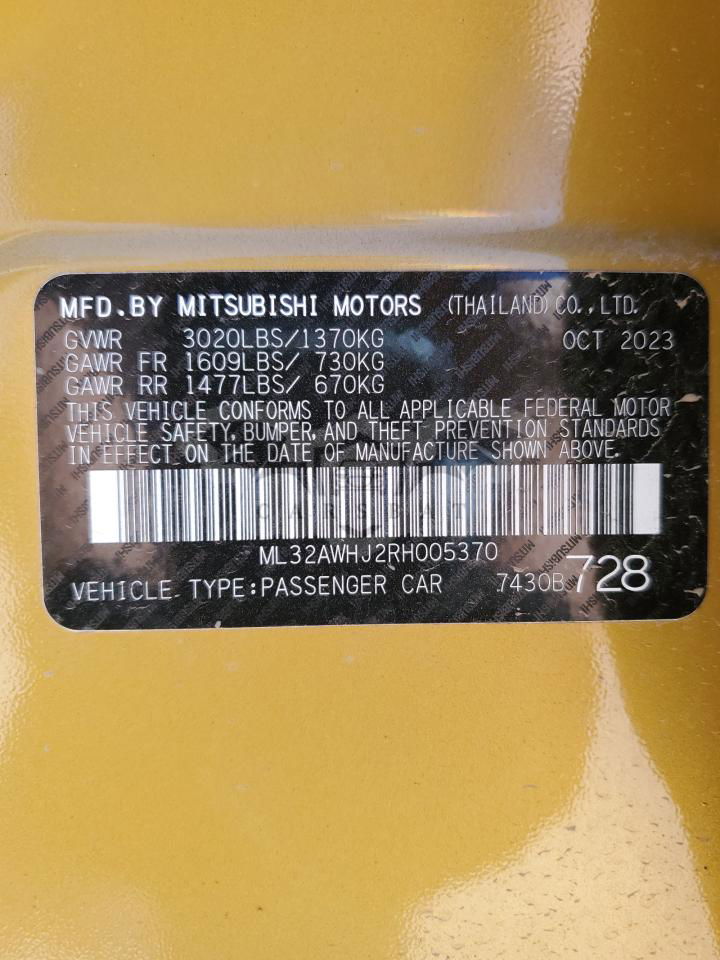 MFD.BY MITSUBISHI MOTORS (THAILAND) CO.,LTD.
GVWR 3020LBS/1370KG OCT 2023
GAWR FR 1609LBS/ 730KG
GAWR RR 1477LBS/ 670KG
THIS VEHICLE CONFORMS TO ALL APPLICABLE FEDERAL MOTOR
VEHICLE SAFETY, BUMPER, AND THEFT PREVENTION STANDARDS
IN EFFECT ON THE DATE OF MANUFACTURE SHOWN ABOVE.
ML32AWHJ2RH005370
VEHICLE TYPE:PASSENGER CAR 7430B728